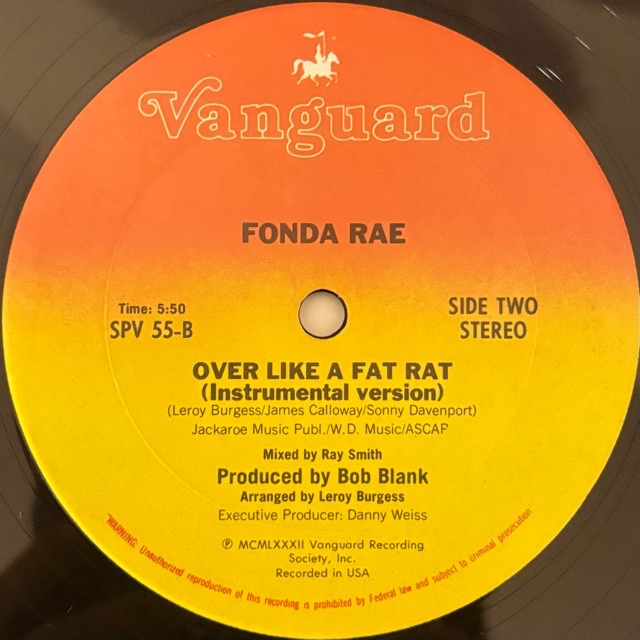 Vanguard
FONDA RAE
Time: 5:50
SPV 55-B
SIDE TWO
STEREO
OVER LIKE A FAT RAT
(Instrumental version)
(Leroy Burgess/James Calloway/Sonny Davenport)
Jackaroe Music Publ./W.D. Music/ASCAP
Mixed by Ray Smith
Produced by Bob Blank
Arranged by Leroy Burgess
Executive Producer: Danny Weiss
℗ MCMLXXXII Vanguard Recording
Society, Inc.
Recorded in USA
"WARNING: Unauthorized reproduction of this recording is prohibited by Federal law and subject to criminal prosecution